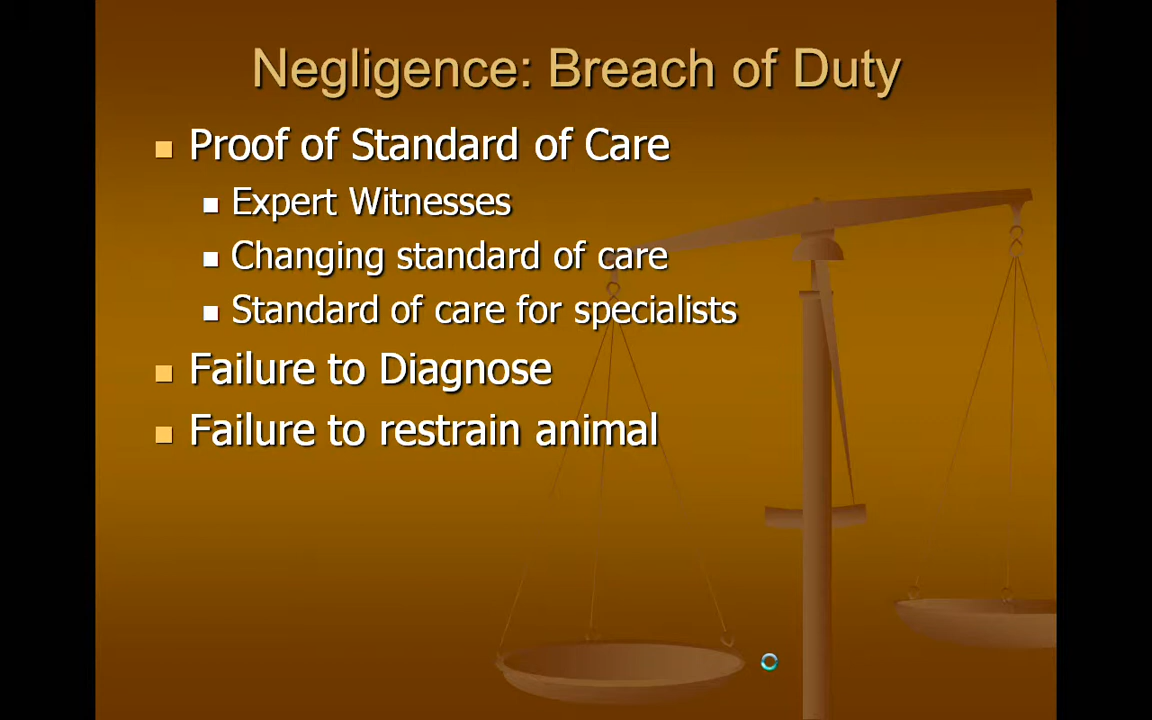 Negligence: Breach of Duty
Proof of Standard of Care
Expert Witnesses
Changing standard of care
Standard of care for specialists
Failure to Diagnose
Failure to restrain animal